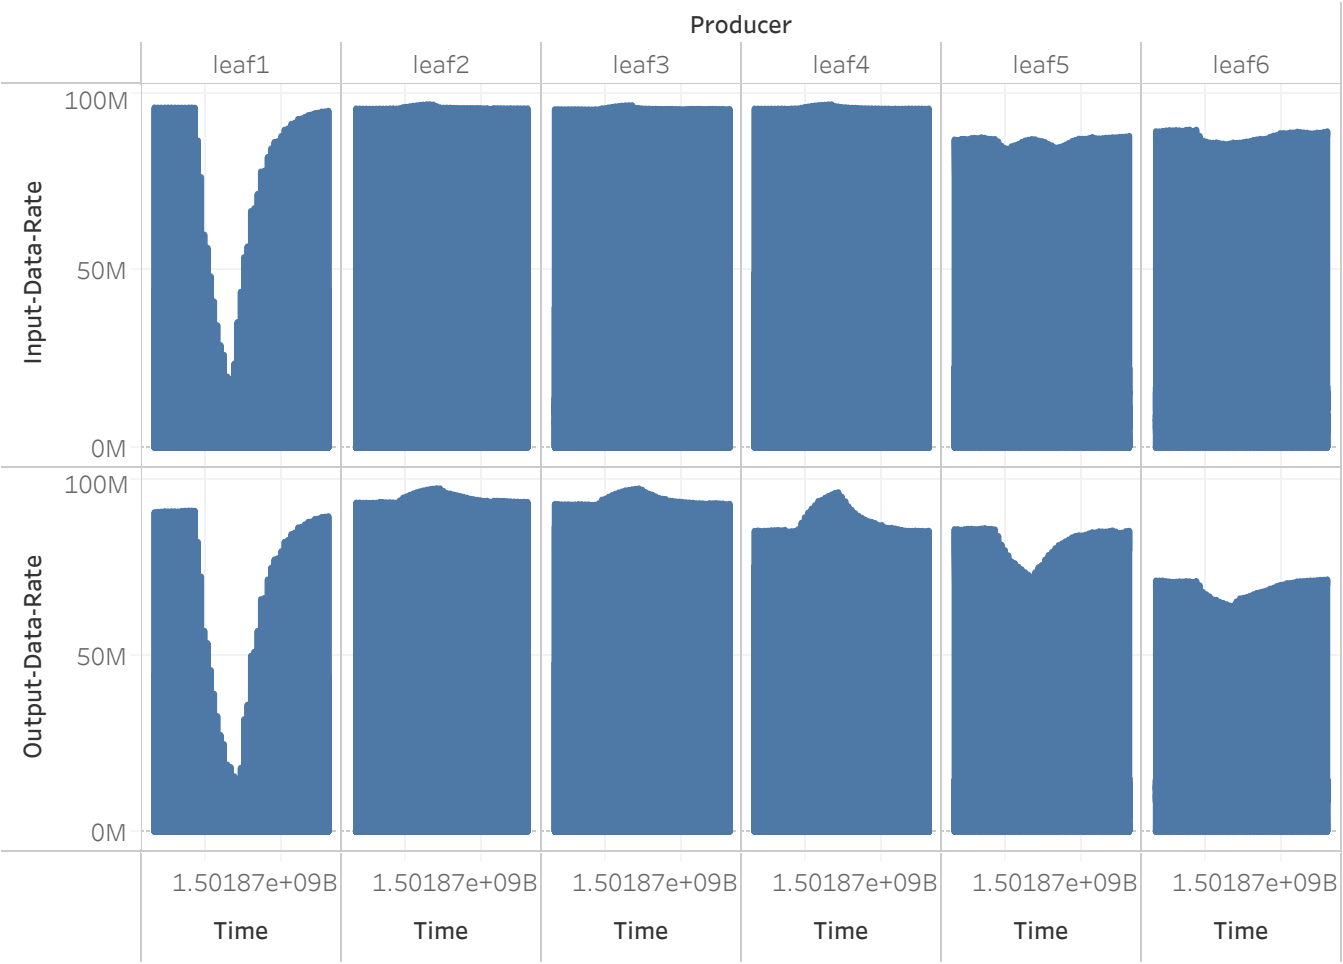 Producer
leaf1 leaf2 leaf3 leaf4 leaf5 leaf6
100M
Input-Data-Rate
50M
0M
100M
Output-Data-Rate
50M
0M
1.50187e+09B 1.50187e+09B 1.50187e+09B 1.50187e+09B 1.50187e+09B 1.50187e+09B
Time Time Time Time Time Time